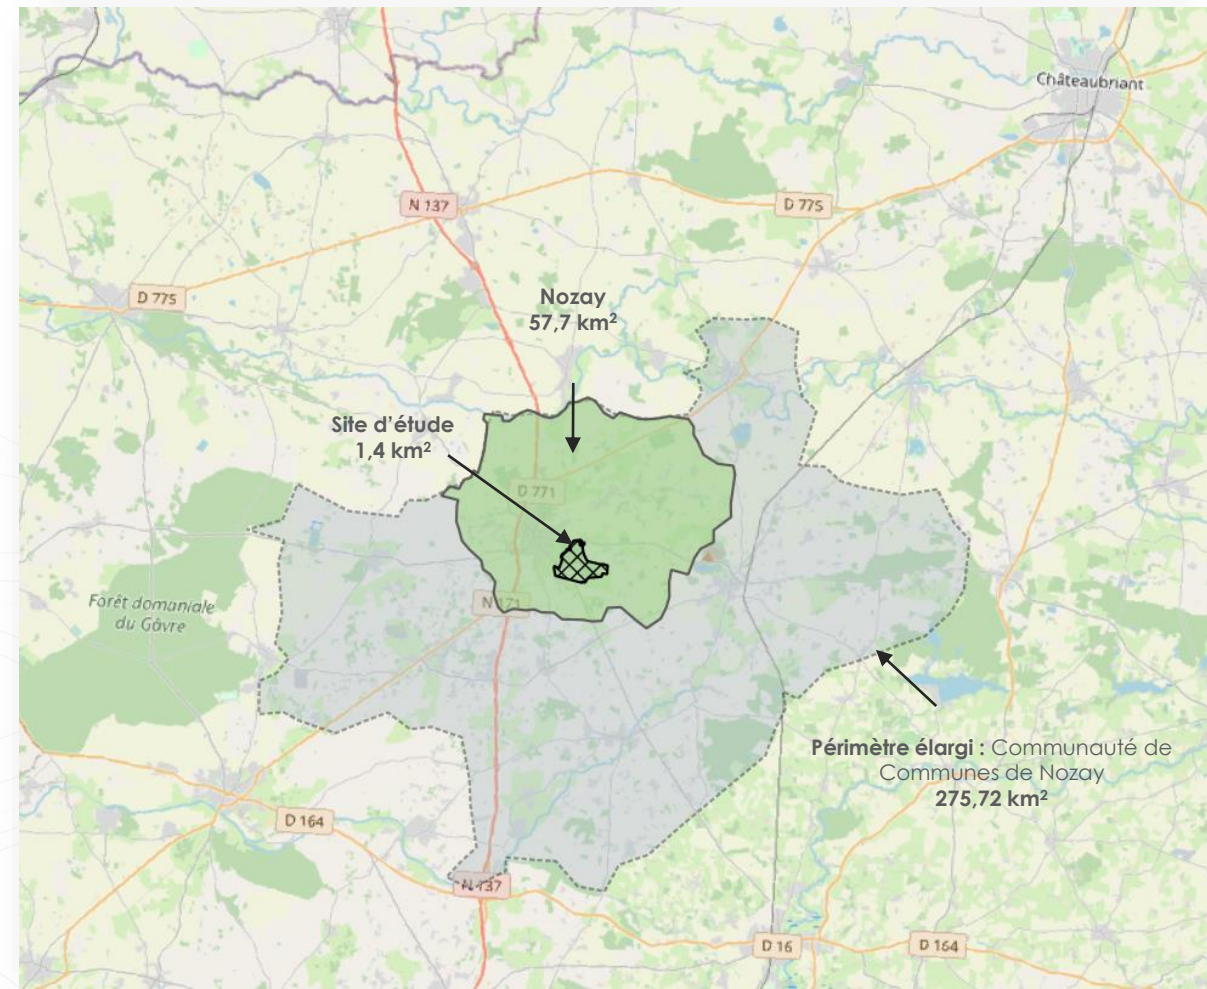 Châteaubriant
N 137
D 775
D 775
Nozay
57,7 km²
Site d'étude
1,4 km²
D 771
Forêt domaniale
du Gâvre
Périmètre élargi : Communauté de
Communes de Nozay
275,72 km²
D 164
N 137
D 16
D 164